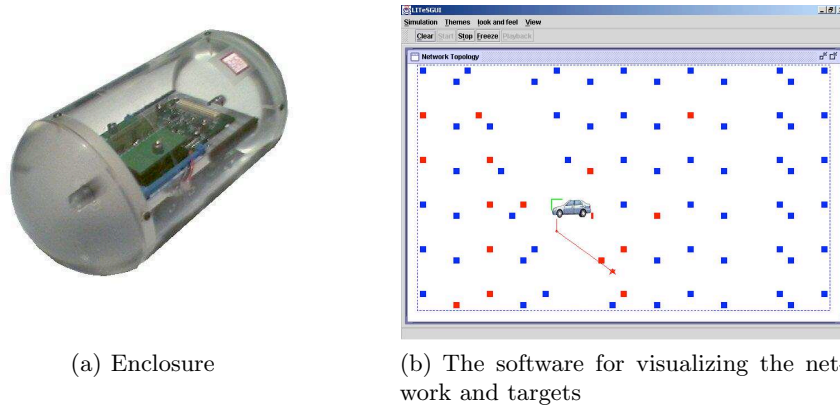 LITeSGUI
Simulation Themes look and feel View
Clear Start Stop Freeze Playback
Network Topology
(a) Enclosure
(b) The software for visualizing the net-
work and targets